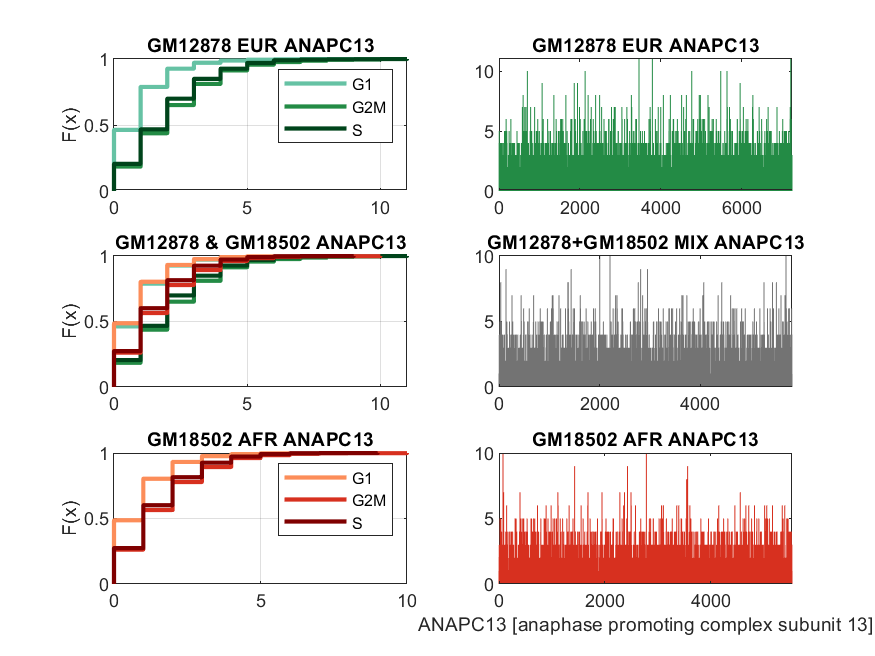 GM12878 EUR ANAPC13
F(x)
1
0.5
0
0
5
10
G1
G2M
S
GM12878 EUR ANAPC13
10
5
0
0
2000
4000
6000
GM12878 & GM18502 ANAPC13
F(x)
1
0.5
0
0
5
10
GM12878+GM18502 MIX ANAPC13
10
5
0
0
2000
4000
GM18502 AFR ANAPC13
F(x)
1
0.5
0
0
5
10
G1
G2M
S
GM18502 AFR ANAPC13
10
5
0
0
2000
4000
ANAPC13 [anaphase promoting complex subunit 13]